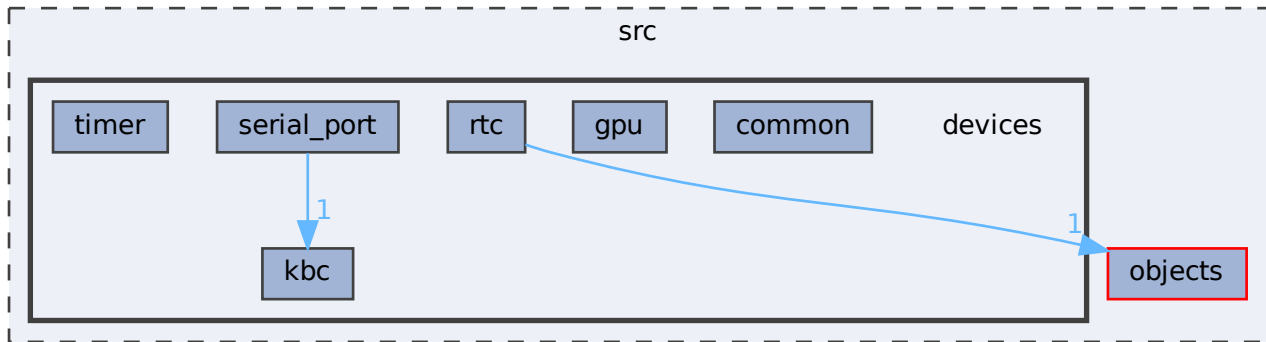 src
timer
serial_port
rtc
gpu
common
devices
1
1
kbc
objects